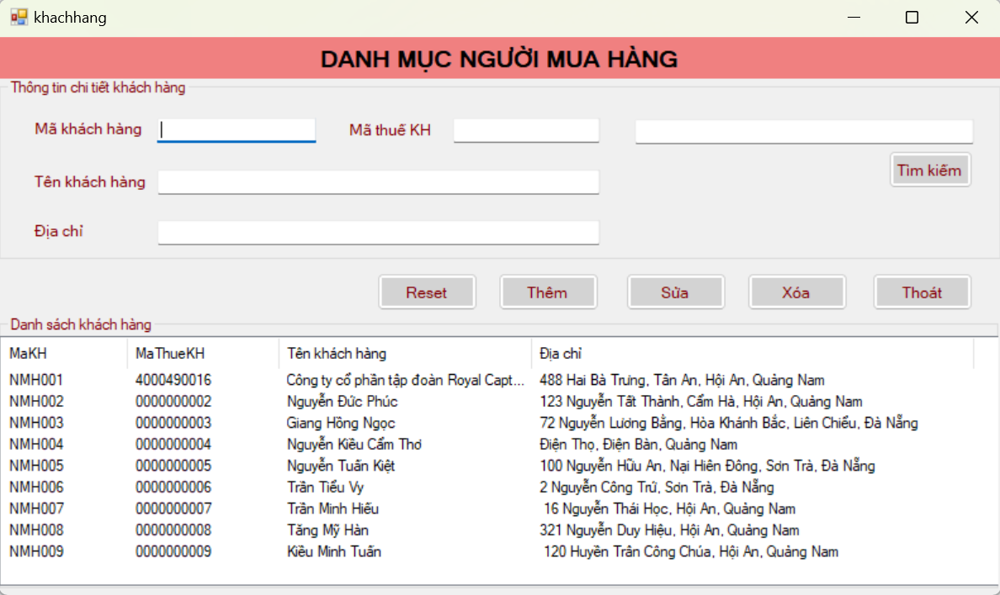 khachhang
DANH MỤC NGƯỜI MUA HÀNG
Thông tin chi tiết khách hàng
Mã khách hàng Mã thuế KH
Tìm kiếm
Tên khách hàng
Địa chỉ
Reset Thêm Sửa Xóa Thoát
Danh sách khách hàng
MaKH MaThueKH Tên khách hàng Địa chỉ
NMH001 4000490016 Công ty cổ phần tập đoàn Royal Capt... 488 Hai Bà Trưng, Tân An, Hội An, Quảng Nam
NMH002 0000000002 Nguyễn Đức Phúc 123 Nguyễn Tất Thành, Cẩm Hà, Hội An, Quảng Nam
NMH003 0000000003 Giang Hồng Ngọc 72 Nguyễn Lương Bằng, Hòa Khánh Bắc, Liên Chiểu, Đà Nẵng
NMH004 0000000004 Nguyễn Kiều Cẩm Thơ Điện Thọ, Điện Bàn, Quảng Nam
NMH005 0000000005 Nguyễn Tuấn Kiệt 100 Nguyễn Hữu An, Nại Hiên Đông, Sơn Trà, Đà Nẵng
NMH006 0000000006 Trần Tiểu Vy 2 Nguyễn Công Trứ, Sơn Trà, Đà Nẵng
NMH007 0000000007 Trần Minh Hiếu 16 Nguyễn Thái Học, Hội An, Quảng Nam
NMH008 0000000008 Tăng Mỹ Hàn 321 Nguyễn Duy Hiệu, Hội An, Quảng Nam
NMH009 0000000009 Kiều Minh Tuấn 120 Huyền Trân Công Chúa, Hội An, Quảng Nam